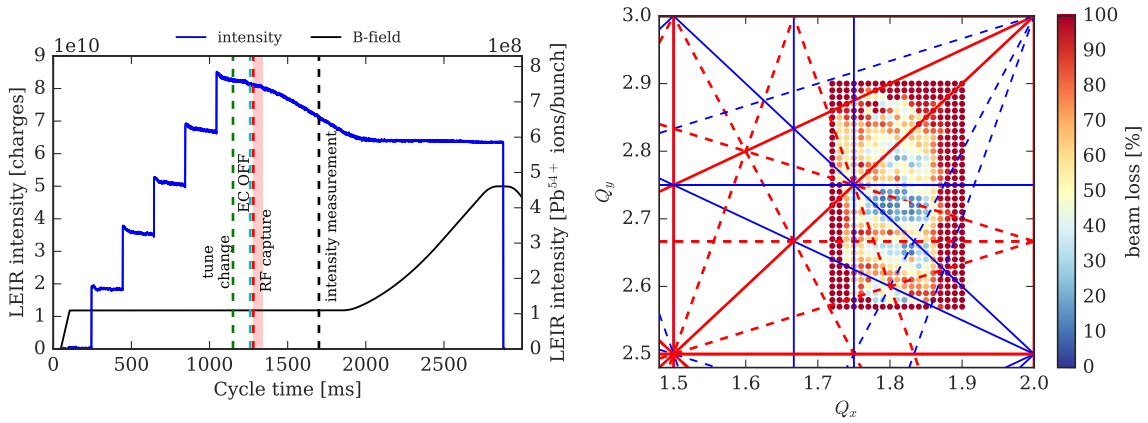 intensity B-field
1e10 1e8
LEIR intensity [charges]
9
8
7
6
5
4
3
2
1
0
0 500 1000 1500 2000 2500
Cycle time [ms]
tune
change
EC OFF
RF capture
intensity measurement
8
7
6
5
4
3
2
1
0
LEIR intensity [Pb⁵⁴⁺ ions/bunch]
Q_y
3.0
2.9
2.8
2.7
2.6
2.5
1.5 1.6 1.7 1.8 1.9 2.0
Q_x
100
90
80
70
60
50
40
30
20
10
0
beam loss [%]